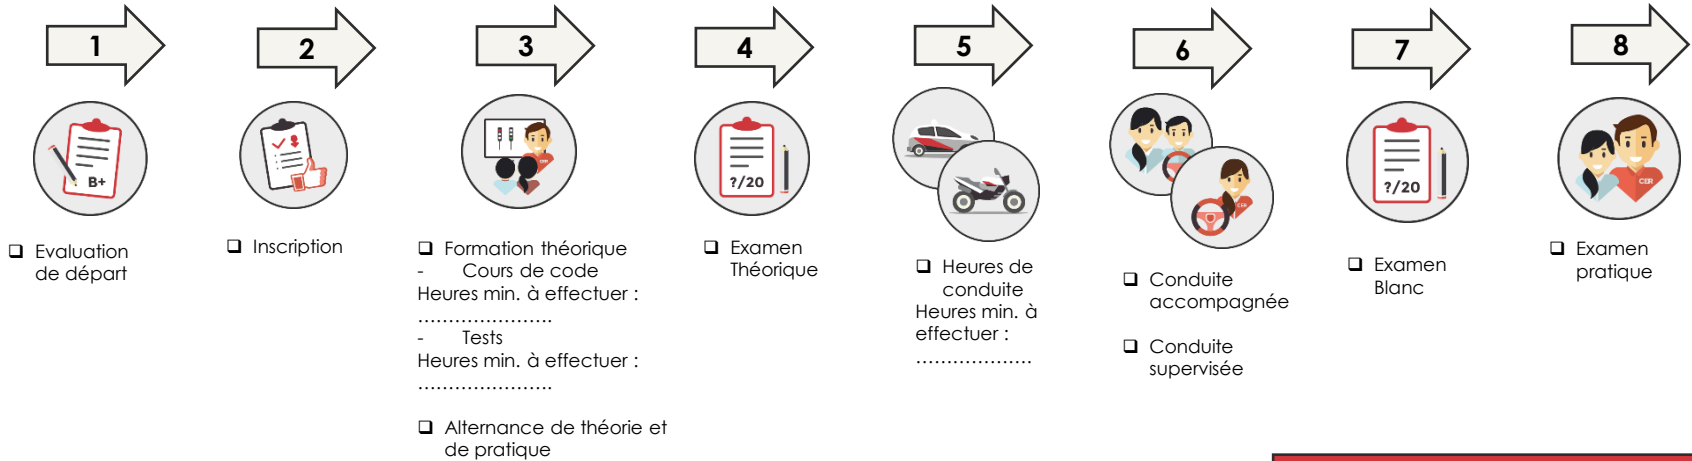 1
2
3
4
5
6
7
8
B+
?/20
?/20
CER
CER
CER
Evaluation
de départ
Inscription
Formation théorique
- Cours de code
Heures min. à effectuer :
………………….
- Tests
Heures min. à effectuer :
………………….
Alternance de théorie et
de pratique
Examen
Théorique
Heures de
conduite
Heures min. à
effectuer :
……………….
Conduite
accompagnée
Conduite
supervisée
Examen
Blanc
Examen
pratique